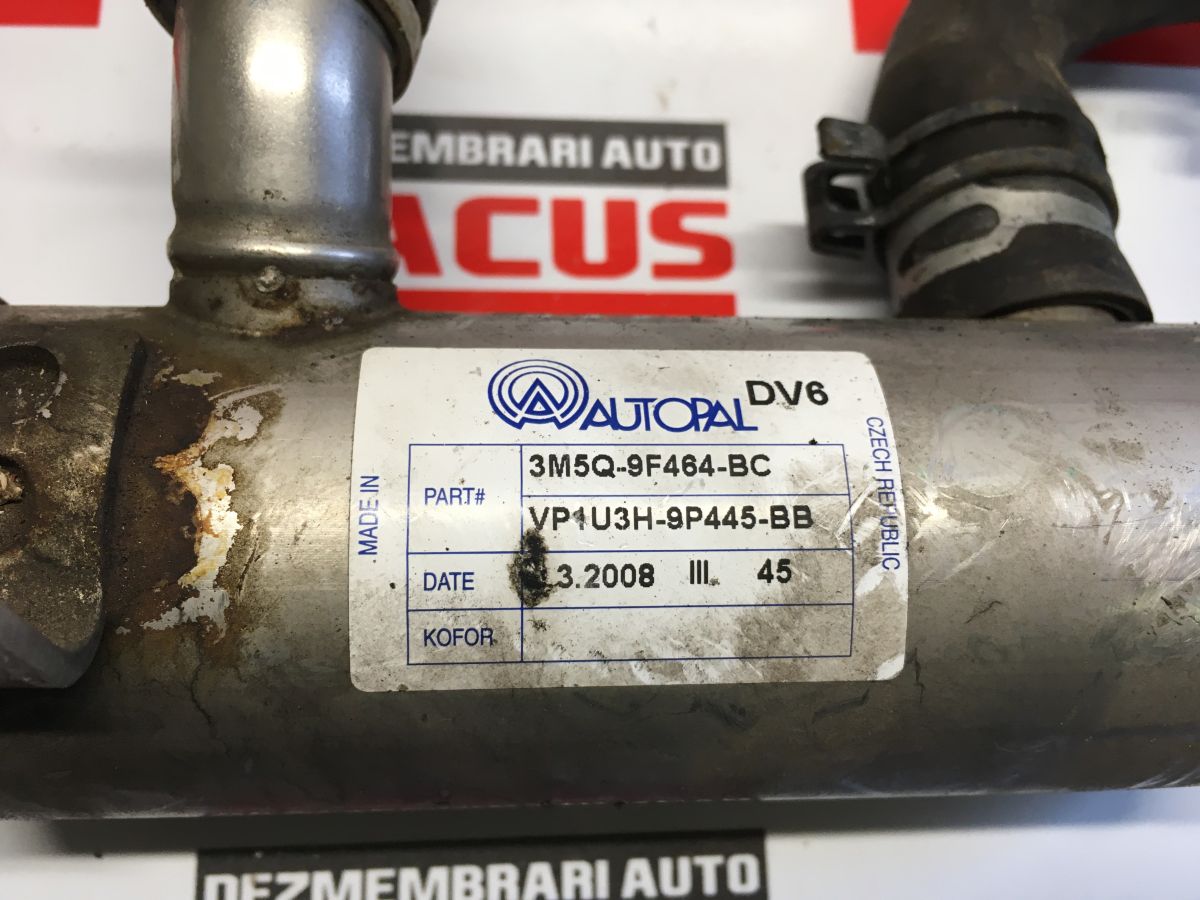 EMBRARI AUTO
ACUS
AUTOPAL DV6
MADE IN
CZECH REPUBLIC
PART# 3M5Q-9F464-BC
VP1U3H-9P445-BB
DATE .3.2008 III. 45
KOFOR
DEZMEMBRARI AUTO